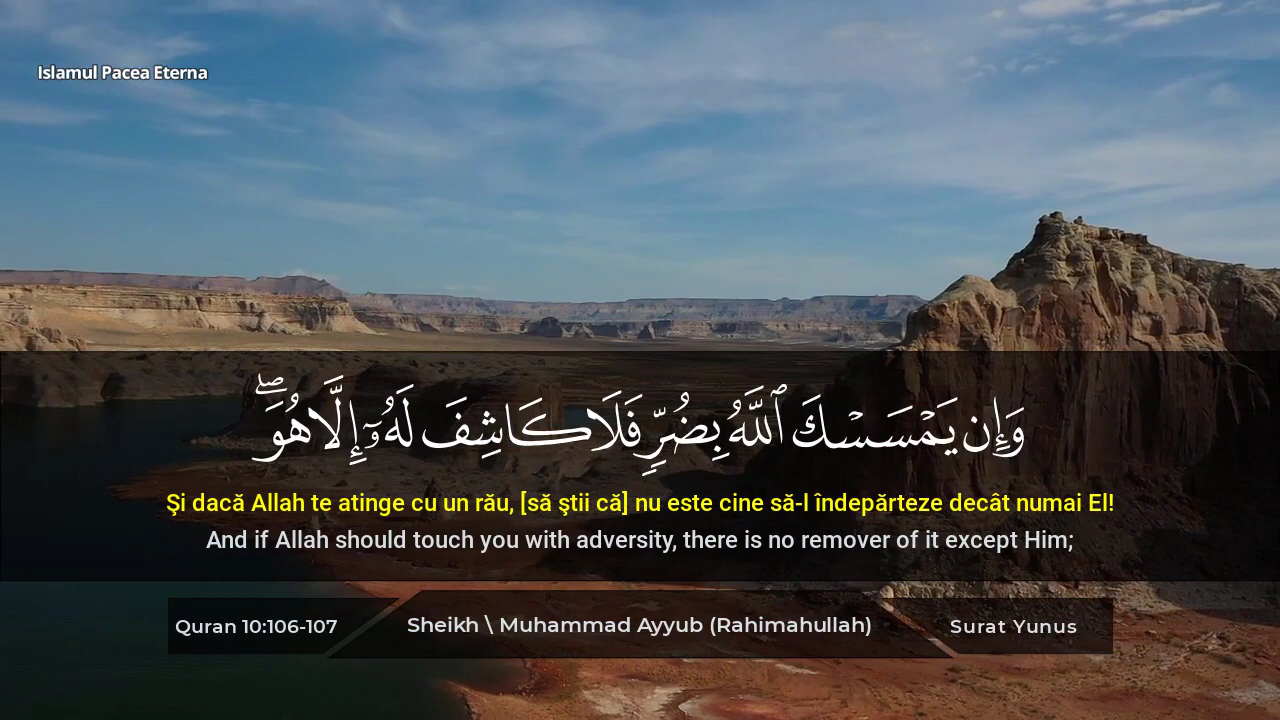 Islamul Pacea Eterna
وَإِن يَمْسَسْكَ ٱللَّهُ بِضُرٍّ فَلَا كَاشِفَ لَهُۥٓ إِلَّا هُوَ ۖ
Şi dacă Allah te atinge cu un rău, [să ştii că] nu este cine să-l îndepărteze decât numai El!
And if Allah should touch you with adversity, there is no remover of it except Him;
Quran 10:106-107
Sheikh \ Muhammad Ayyub (Rahimahullah)
Surat Yunus